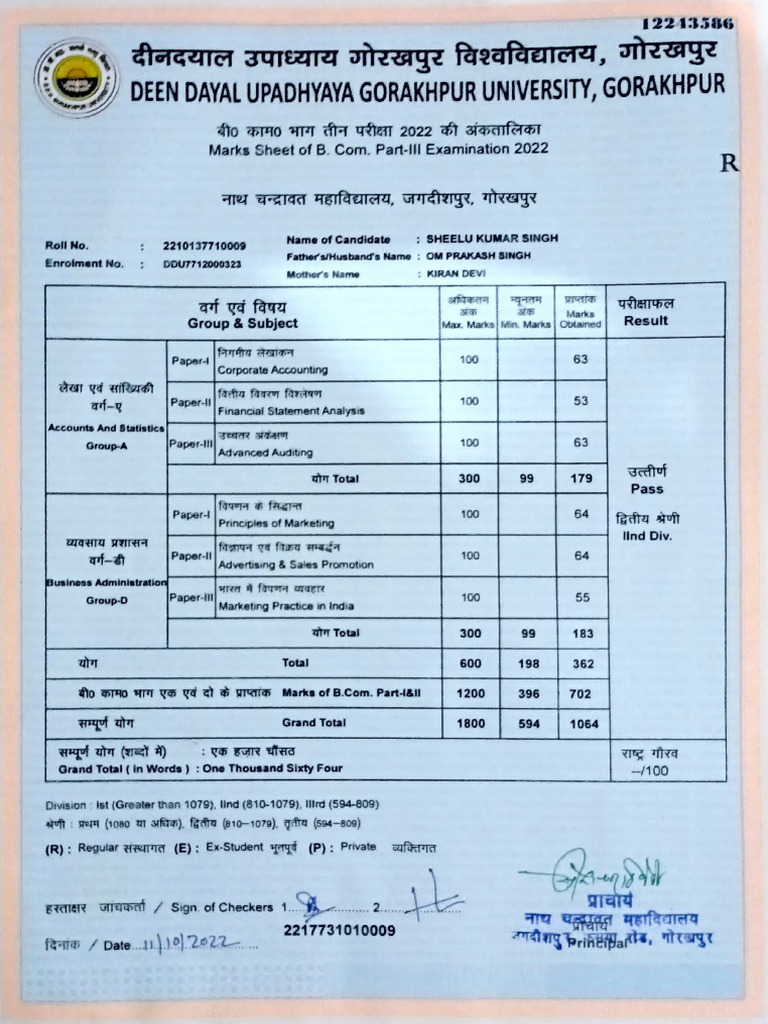 12243586
दीनदयाल उपाध्याय गोरखपुर विश्वविद्यालय, गोरखपुर
DEEN DAYAL UPADHYAYA GORAKHPUR UNIVERSITY, GORAKHPUR
बी0 काम0 भाग तीन परीक्षा 2022 की अंकतालिका
Marks Sheet of B. Com. Part-III Examination 2022
R
नाथ चन्द्रावत महाविद्यालय, जगदीशपुर, गोरखपुर
Roll No. : 2210137710009 Name of Candidate : SHEELU KUMAR SINGH
Father's/Husband's Name : OM PRAKASH SINGH
Enrolment No. : DDU7712000323
Mother's Name : KIRAN DEVI
वर्ग एवं विषय अधिकतम अंक न्यूनतम अंक प्राप्तांक परीक्षाफल
Group & Subject Max. Marks Min. Marks Marks Obtained Result
लेखा एवं सांख्यिकी वर्ग-ए
Accounts And Statistics Group-A
Paper-I निगमीय लेखांकन
Corporate Accounting 100 63
Paper-II वित्तीय विवरण विश्लेषण
Financial Statement Analysis 100 53
Paper-III उच्चतर अंकेक्षण
Advanced Auditing 100 63
योग Total 300 99 179
उत्तीर्ण
Pass
द्वितीय श्रेणी
IInd Div.
व्यवसाय प्रशासन वर्ग-डी
Business Administration Group-D
Paper-I विपणन के सिद्धान्त
Principles of Marketing 100 64
Paper-II विज्ञापन एवं विक्रय सम्बर्द्धन
Advertising & Sales Promotion 100 64
Paper-III भारत में विपणन व्यवहार
Marketing Practice in India 100 55
योग Total 300 99 183
योग Total 600 198 362
बी0 काम0 भाग एक एवं दो के प्राप्तांक Marks of B.Com. Part-I&II 1200 396 702
सम्पूर्ण योग Grand Total 1800 594 1064
सम्पूर्ण योग (शब्दों में) : एक हज़ार चौंसठ राष्ट्र गौरव
Grand Total ( in Words ) : One Thousand Sixty Four --/100
Division : Ist (Greater than 1079), IInd (810-1079), IIIrd (594-809)
श्रेणी : प्रथम (1080 या अधिक), द्वितीय (810-1079), तृतीय (594-809)
(R) : Regular संस्थागत (E) : Ex-Student भूतपूर्व (P) : Private व्यक्तिगत
हस्ताक्षर जांचकर्ता / Sign. of Checkers 1 2
2217731010009
दिनांक / Date 11/10/2022
प्राचार्य
नाथ चन्द्रावत महाविद्यालय
प्राचार्य
जगदीशपुर, रोड, गोरखपुर
Principal